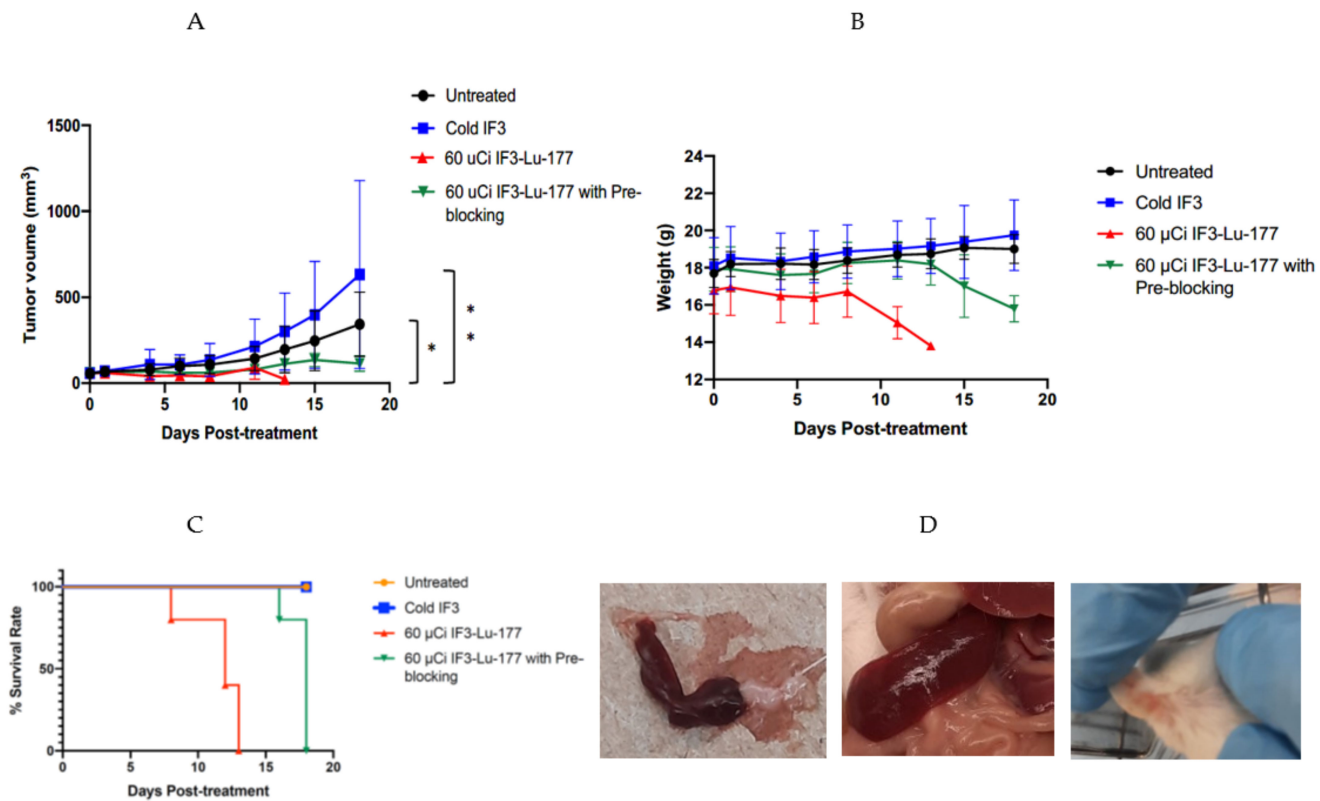 A
Untreated
Cold IF3
60 uCi IF3-Lu-177
60 uCi IF3-Lu-177 with Pre-
blocking
Tumor voume (mm3)
1500
1000
500
0
0 5 10 15 20
Days Post-treatment
*
*
*
B
Untreated
Cold IF3
60 µCi IF3-Lu-177
60 µCi IF3-Lu-177 with
Pre-blocking
Weight (g)
24
22
20
18
16
14
12
0 5 10 15 20
Days Post-treatment
C
Untreated
Cold IF3
60 µCi IF3-Lu-177
60 µCi IF3-Lu-177 with Pre-
blocking
% Survival Rate
100
50
0
0 5 10 15 20
Days Post-treatment
D